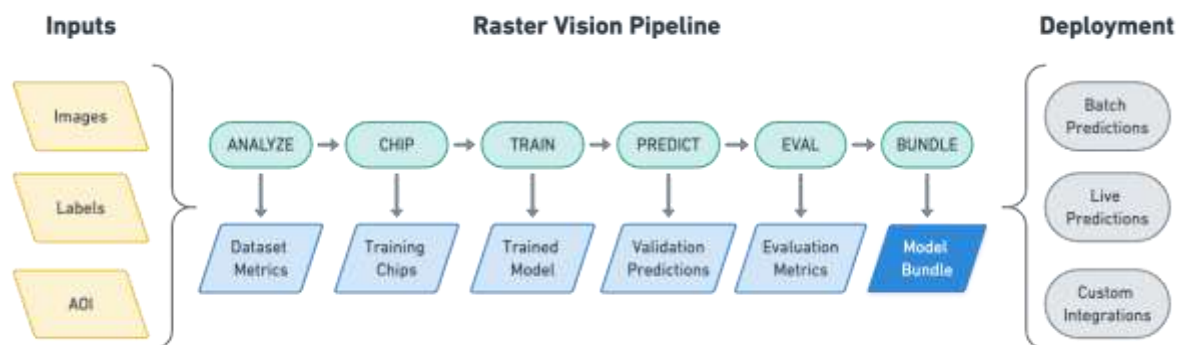 Inputs
Raster Vision Pipeline
Deployment
Images
Labels
AOI
ANALYZE
CHIP
TRAIN
PREDICT
EVAL
BUNDLE
Dataset
Metrics
Training
Chips
Trained
Model
Validation
Predictions
Evaluation
Metrics
Model
Bundle
Batch
Predictions
Live
Predictions
Custom
Integrations